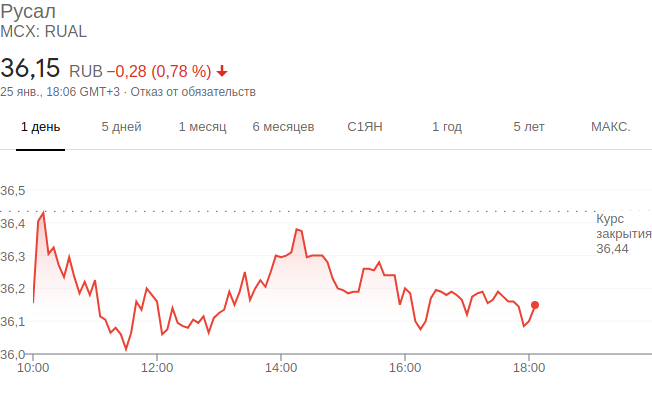 Русал
MCX: RUAL
36,15 RUB −0,28 (0,78 %)
25 янв., 18:06 GMT+3 · Отказ от обязательств
1 день 5 дней 1 месяц 6 месяцев С1ЯН 1 год 5 лет МАКС.
36,5
36,4
Курс
закрытия
36,44
36,3
36,2
36,1
36,0
10:00 12:00 14:00 16:00 18:00